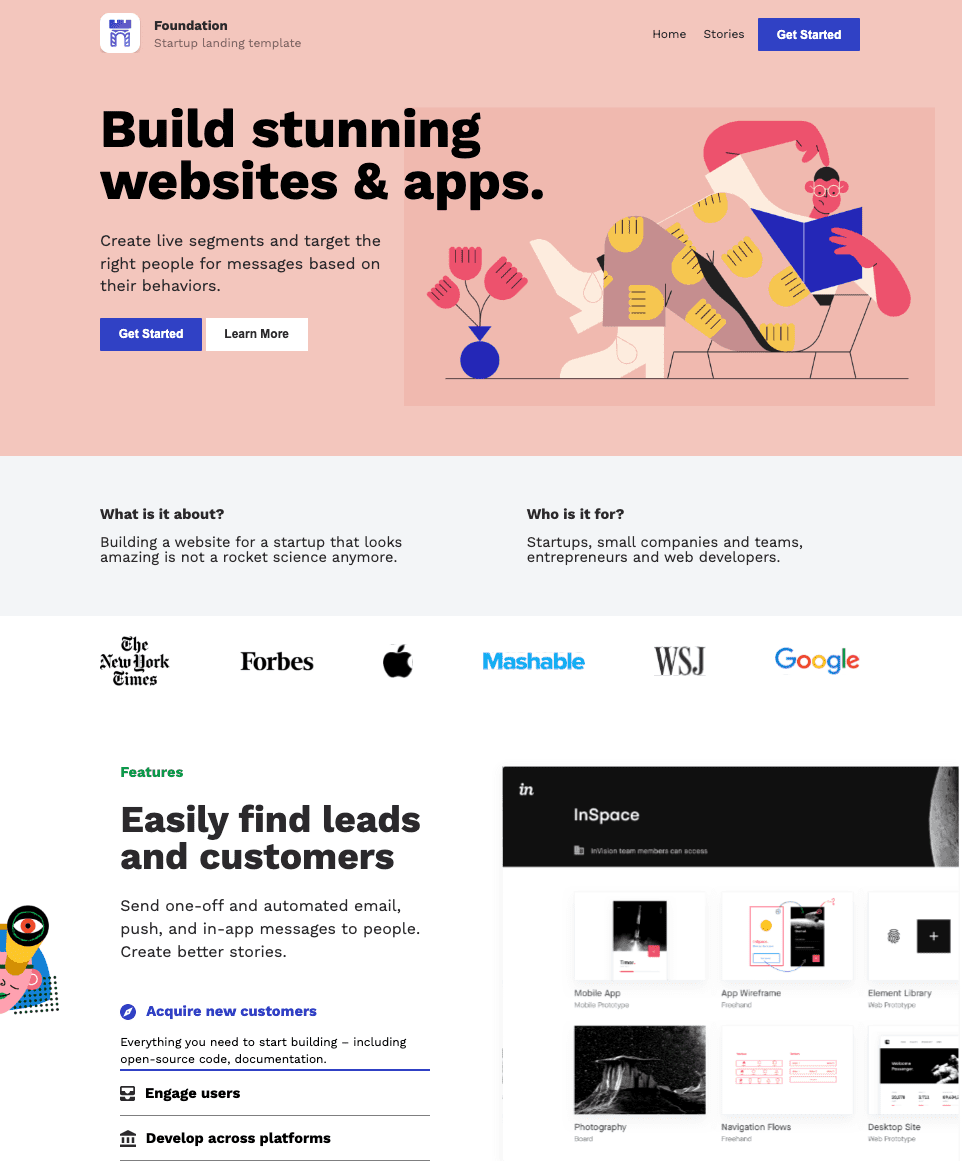 Foundation
Startup landing template
Home
Stories
Get Started
Build stunning
websites & apps.
Create live segments and target the
right people for messages based on
their behaviors.
Get Started
Learn More
What is it about?
Building a website for a startup that looks
amazing is not a rocket science anymore.
Who is it for?
Startups, small companies and teams,
entrepreneurs and web developers.
The
New York
Times
Forbes
Mashable
WSJ
Google
Features
Easily find leads
and customers
Send one-off and automated email,
push, and in-app messages to people.
Create better stories.
Acquire new customers
Everything you need to start building – including
open-source code, documentation.
Engage users
Develop across platforms
in
InSpace
InVision team members can access
Mobile App
Mobile Prototype
App Wireframe
Freehand
Element Library
Web Prototype
Photography
Board
Navigation Flows
Freehand
Desktop Site
Web Prototype